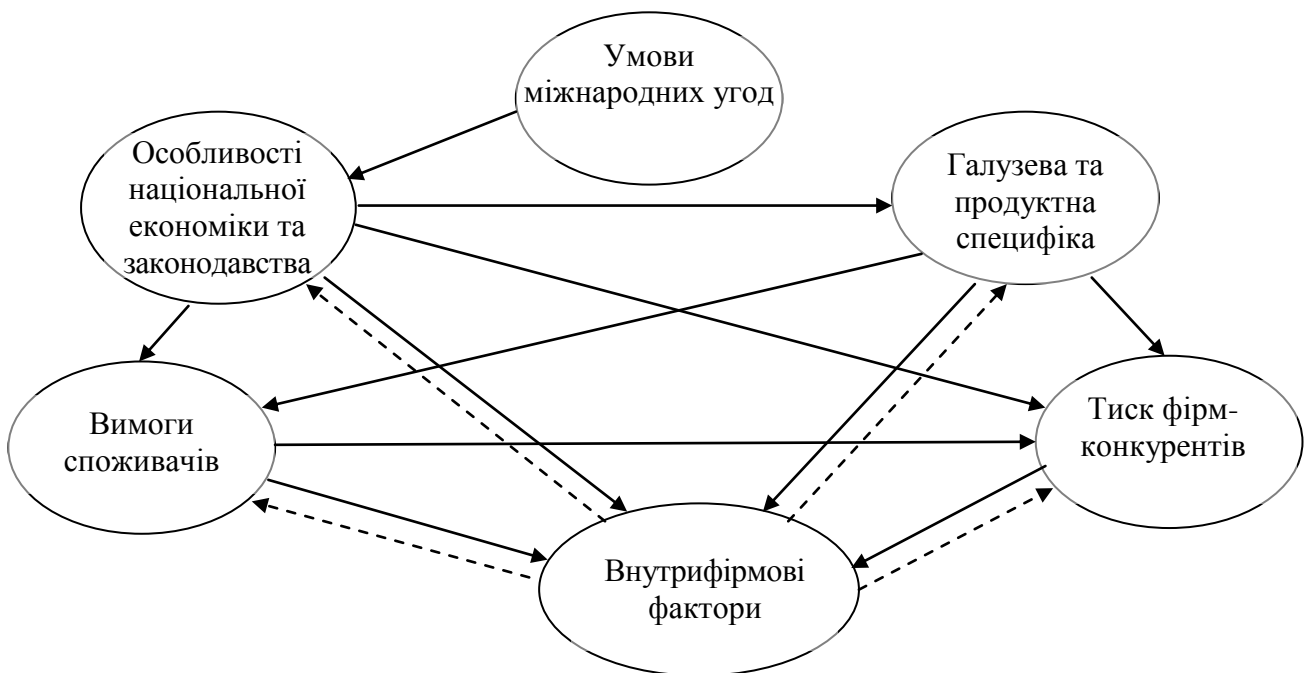 Умови
міжнародних угод
Особливості
національної
економіки та
законодавства
Галузева та
продуктна
специфіка
Вимоги
споживачів
Тиск фірм-
конкурентів
Внутрифірмові
фактори